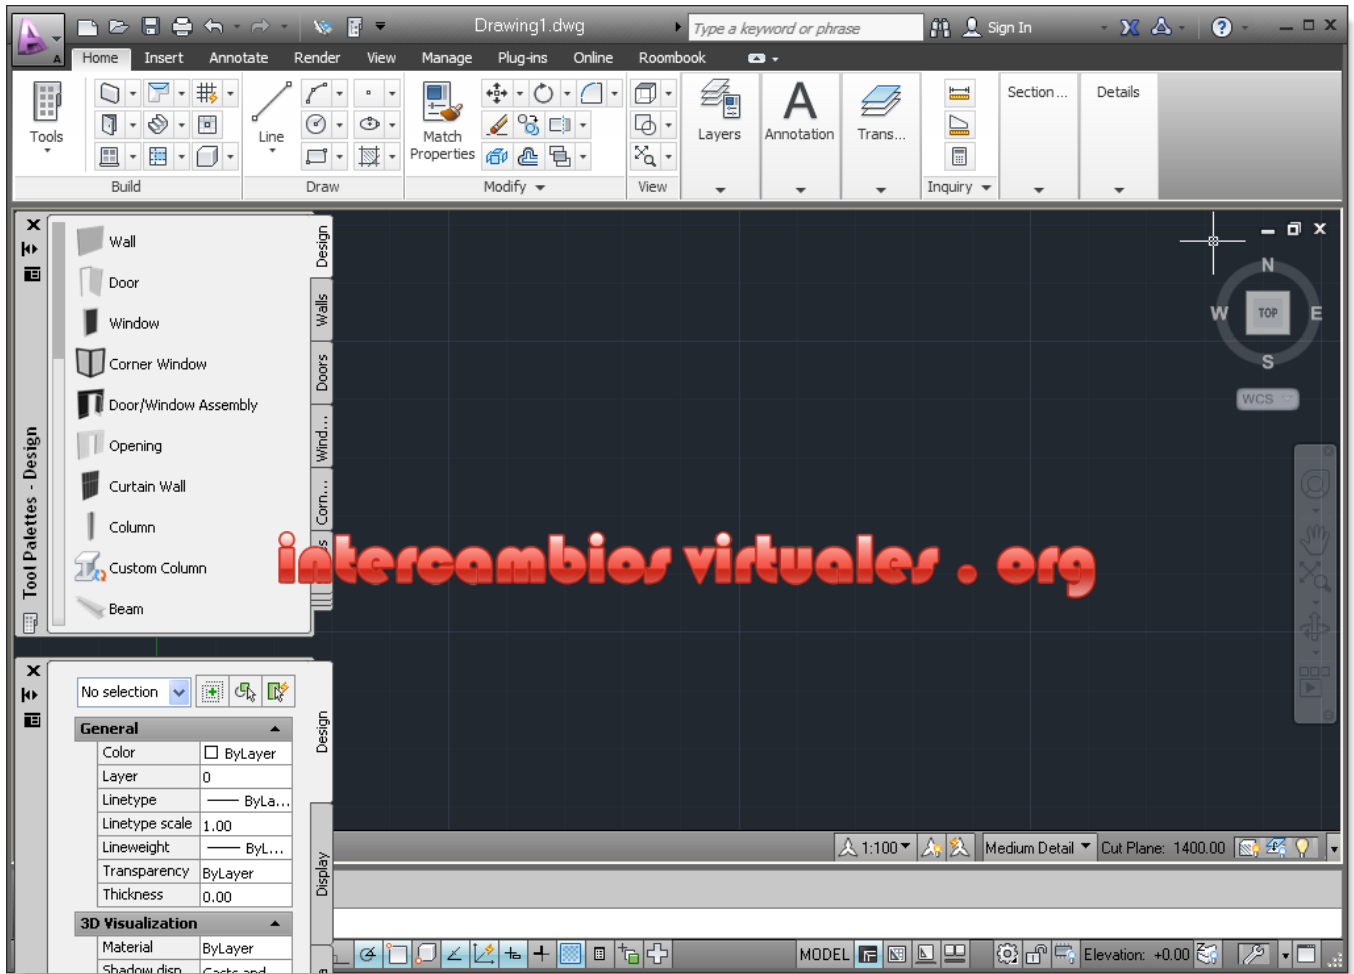 Drawing1.dwg
Type a keyword or phrase
Sign In
A
Home Insert Annotate Render View Manage Plug-ins Online Roombook
Tools
Line
Match Properties
Layers
Annotation
Trans...
Section ...
Details
Build
Draw
Modify
View
Inquiry
Tool Palettes - Design
Wall
Door
Window
Corner Window
Door/Window Assembly
Opening
Curtain Wall
Column
Custom Column
Beam
Design
Walls
Doors
Wind...
Corn...
N
W
TOP
E
S
WCS
intercambios virtuales . org
No selection
General
Color ByLayer
Layer 0
Linetype ByLa...
Linetype scale 1.00
Lineweight ByL...
Transparency ByLayer
Thickness 0.00
3D Visualization
Material ByLayer
Shadow disp Casts and
Design
Display
1:100
Medium Detail
Cut Plane: 1400.00
MODEL
Elevation: +0.00